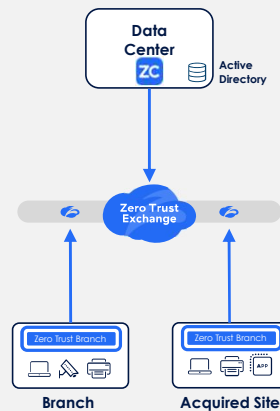 Data
Center
ZC
Active
Directory
Zero Trust
Exchange
Zero Trust Branch
Zero Trust Branch
APP
Branch
Acquired Site